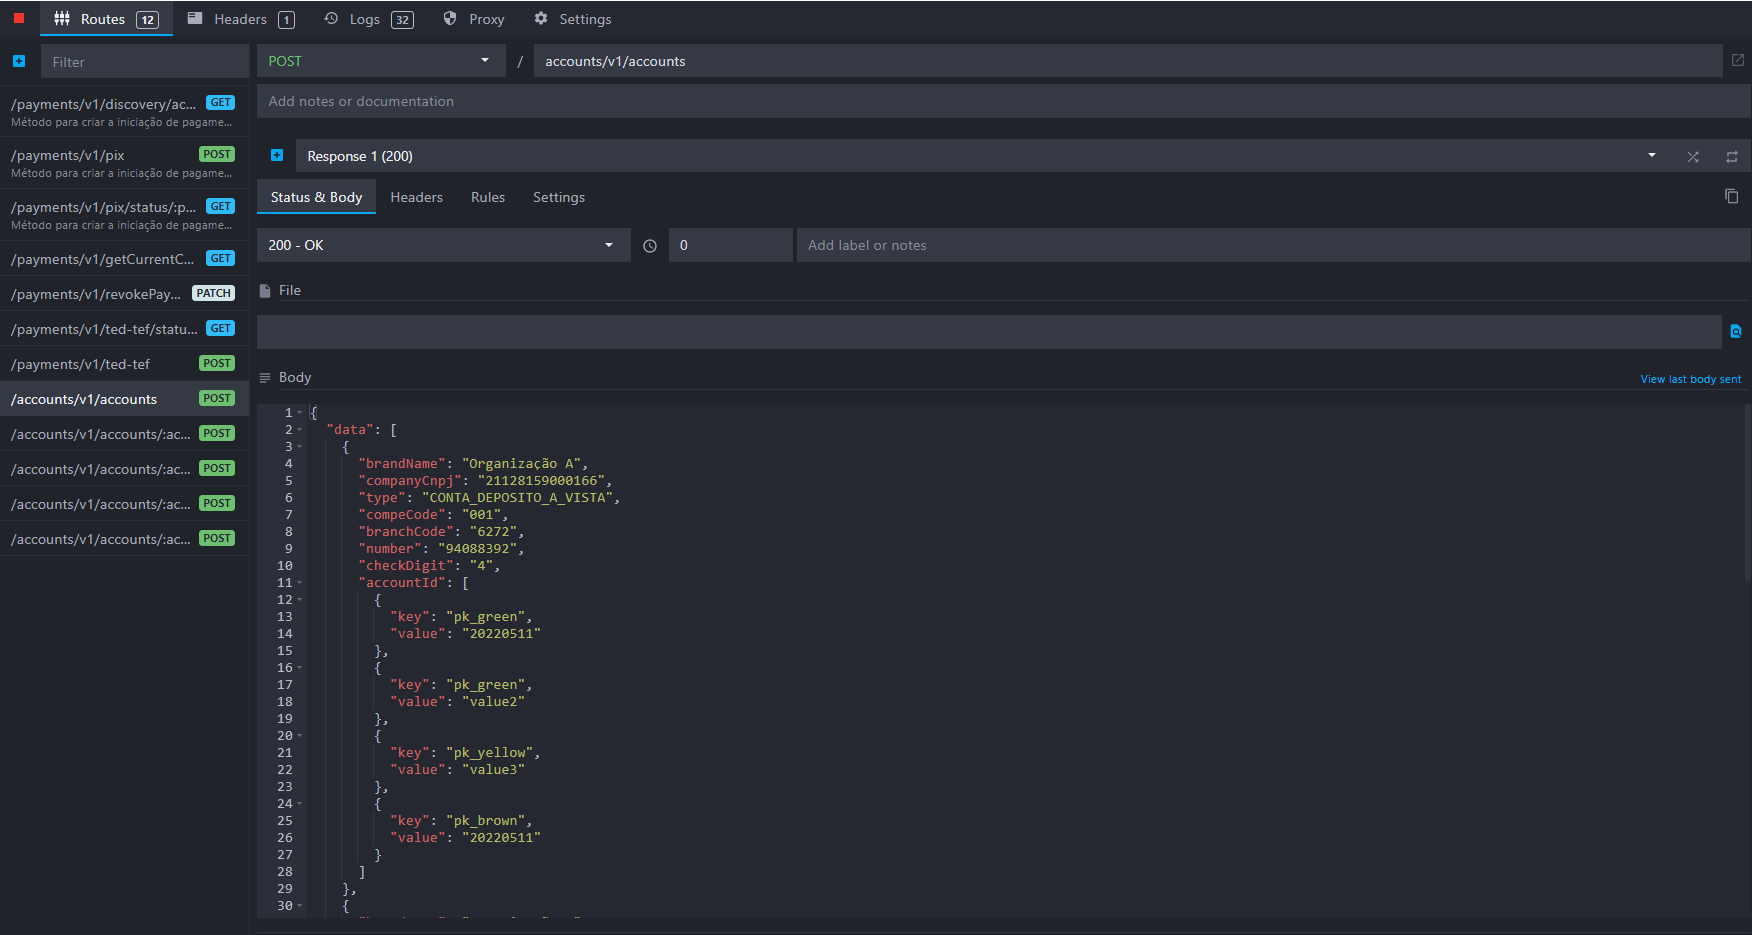 Routes 12 Headers 1 Logs 32 Proxy Settings
Filter
/payments/v1/discovery/ac... GET
Método para criar a iniciação de pagame...
/payments/v1/pix POST
Método para criar a iniciação de pagame...
/payments/v1/pix/status/:p... GET
Método para criar a iniciação de pagame...
/payments/v1/getCurrentC... GET
/payments/v1/revokePay... PATCH
/payments/v1/ted-tef/statu... GET
/payments/v1/ted-tef POST
/accounts/v1/accounts POST
/accounts/v1/accounts/:ac... POST
/accounts/v1/accounts/:ac... POST
/accounts/v1/accounts/:ac... POST
/accounts/v1/accounts/:ac... POST
POST / accounts/v1/accounts
Add notes or documentation
Response 1 (200)
Status & Body Headers Rules Settings
200 - OK 0 Add label or notes
File
Body View last body sent
1 {
2 "data": [
3 {
4 "brandName": "Organização A",
5 "companyCnpj": "21128159000166",
6 "type": "CONTA_DEPOSITO_A_VISTA",
7 "compeCode": "001",
8 "branchCode": "6272",
9 "number": "94088392",
10 "checkDigit": "4",
11 "accountId": [
12 {
13 "key": "pk_green",
14 "value": "20220511"
15 },
16 {
17 "key": "pk_green",
18 "value": "value2"
19 },
20 {
21 "key": "pk_yellow",
22 "value": "value3"
23 },
24 {
25 "key": "pk_brown",
26 "value": "20220511"
27 }
28 ]
29 },
30 {